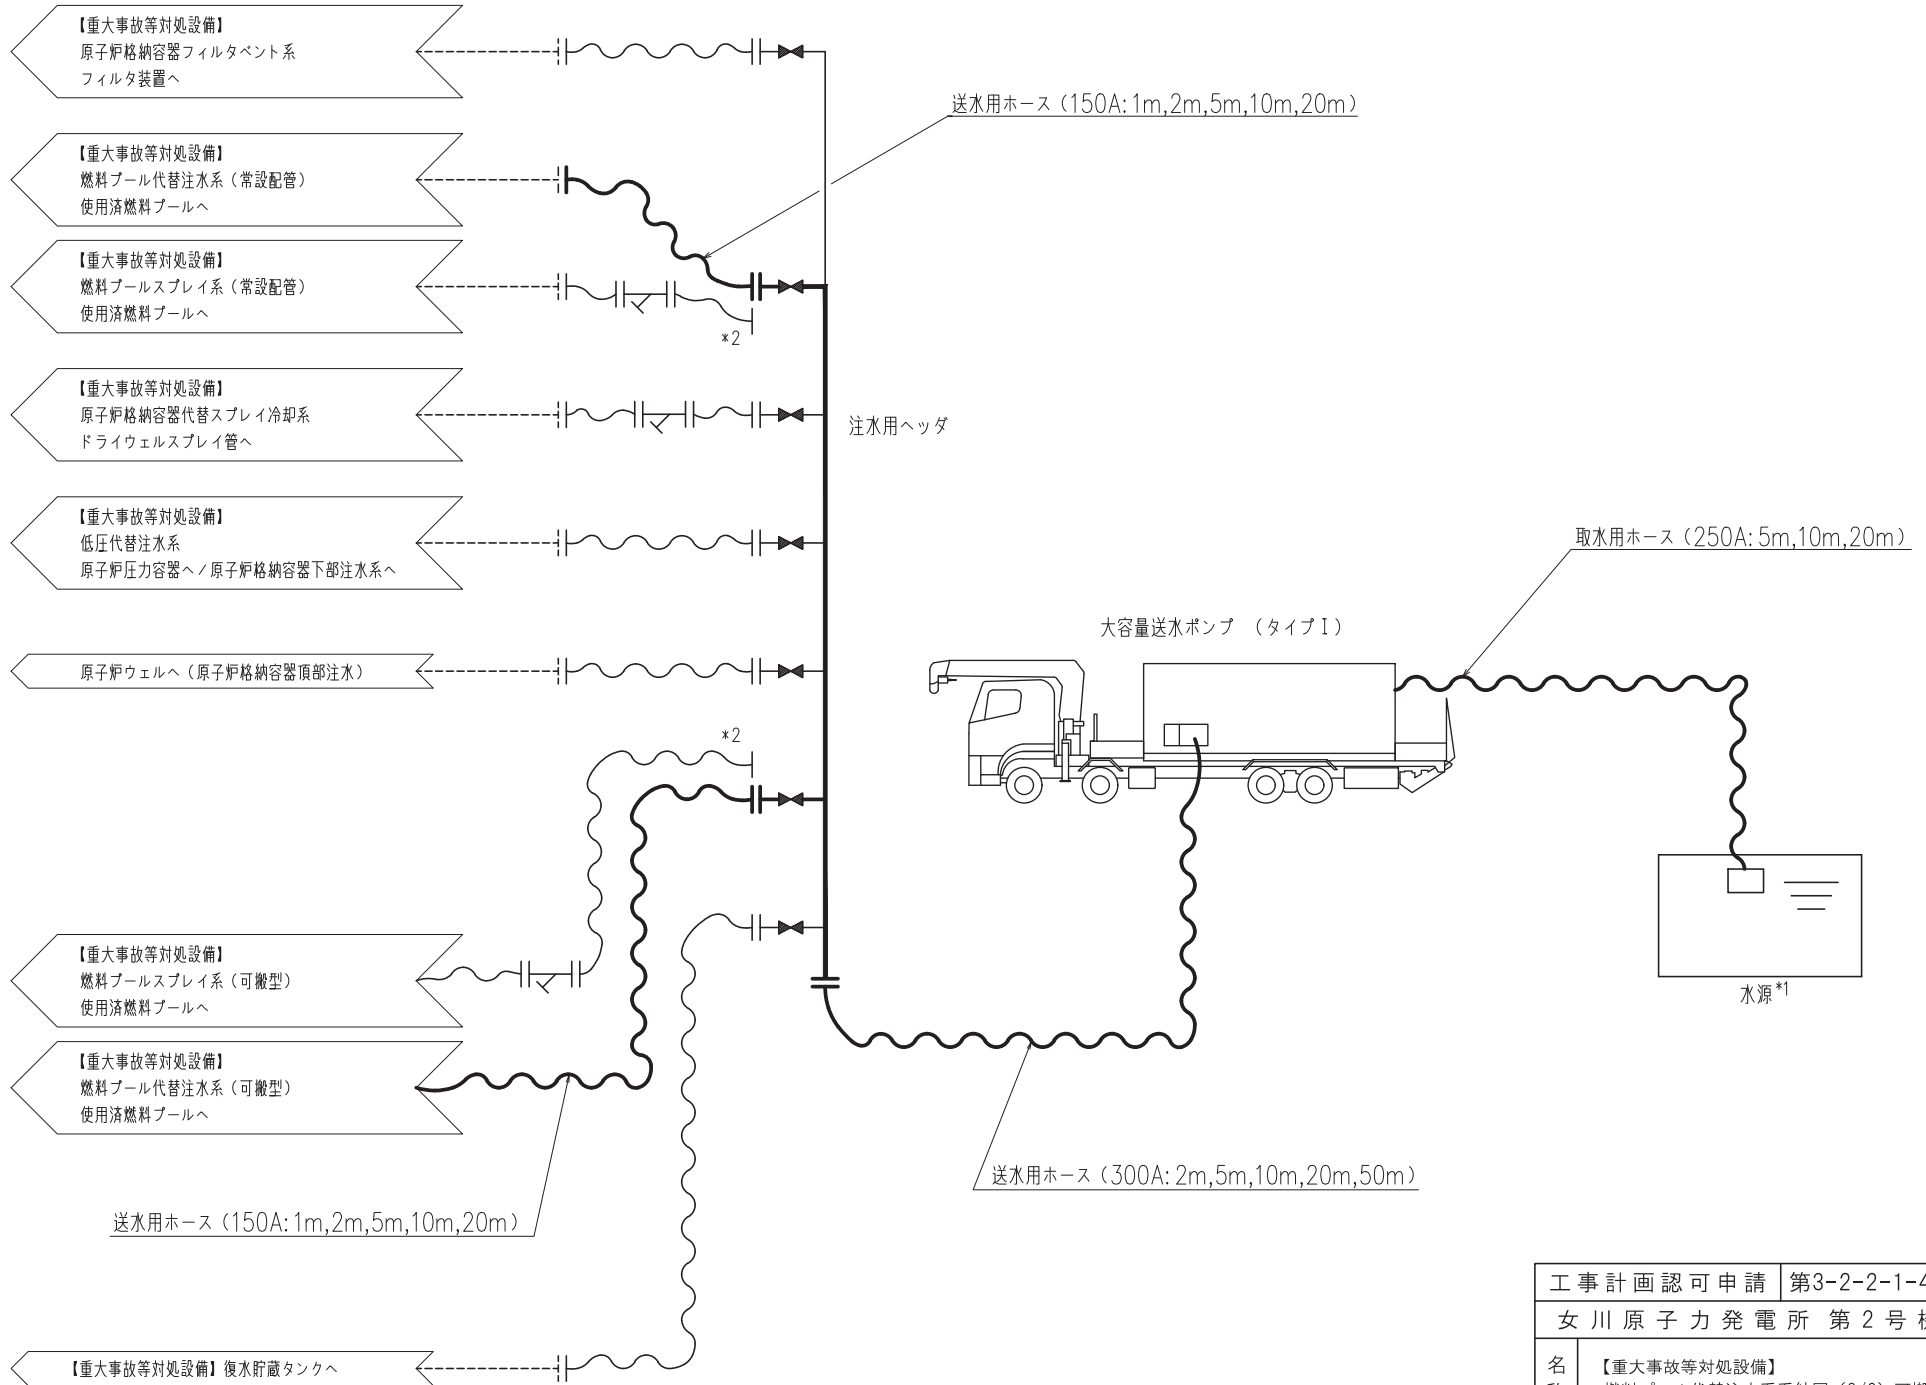 【重大事故等対処設備】
原子炉格納容器フィルタベント系
フィルタ装置へ
送水用ホース（150A:1m,2m,5m,10m,20m）
【重大事故等対処設備】
燃料プール代替注水系（常設配管）
使用済燃料プールへ
【重大事故等対処設備】
燃料プールスプレイ系（常設配管）
使用済燃料プールへ
*2
【重大事故等対処設備】
原子炉格納容器代替スプレイ冷却系
ドライウェルスプレイ管へ
注水用ヘッダ
【重大事故等対処設備】
低圧代替注水系
原子炉圧力容器へ/原子炉格納容器下部注水系へ
取水用ホース（250A:5m,10m,20m）
大容量送水ポンプ （タイプⅠ）
原子炉ウェルへ（原子炉格納容器頂部注水）
*2
【重大事故等対処設備】
燃料プールスプレイ系（可搬型）
使用済燃料プールへ
水源*1
【重大事故等対処設備】
燃料プール代替注水系（可搬型）
使用済燃料プールへ
送水用ホース（300A:2m,5m,10m,20m,50m）
送水用ホース（150A:1m,2m,5m,10m,20m）
【重大事故等対処設備】復水貯蔵タンクへ
工事計画認可申請 第3-2-2-1-4
女川原子力発電所 第2号
名
【重大事故等対処設備】